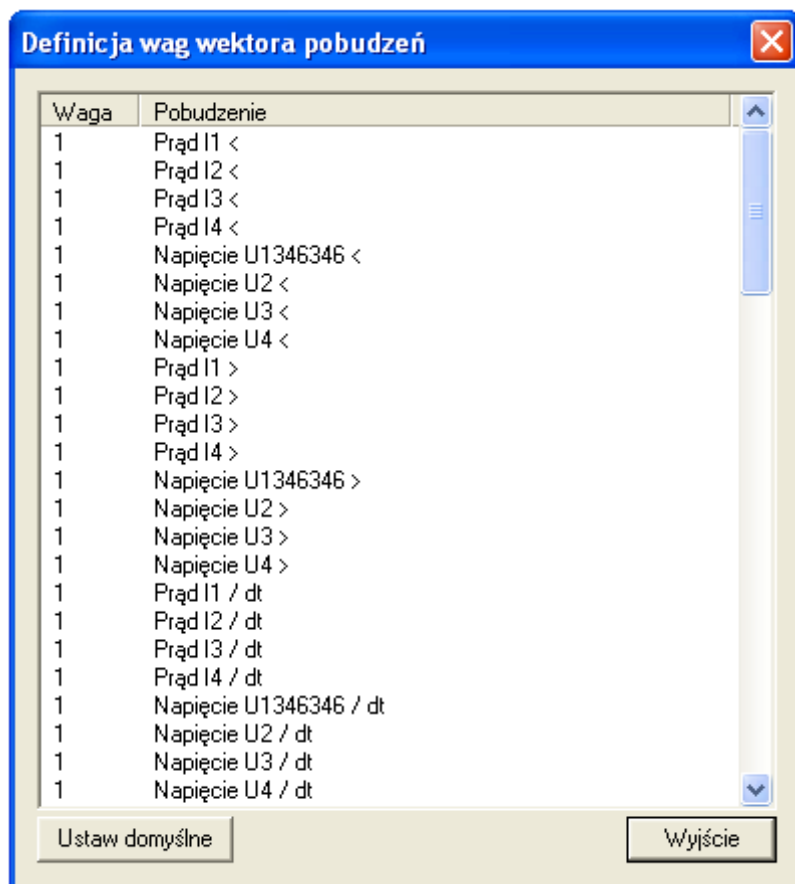 Definicja wag wektora pobudzeń
Waga Pobudzenie
1 Prąd I1 <
1 Prąd I2 <
1 Prąd I3 <
1 Prąd I4 <
1 Napięcie U1346346 <
1 Napięcie U2 <
1 Napięcie U3 <
1 Napięcie U4 <
1 Prąd I1 >
1 Prąd I2 >
1 Prąd I3 >
1 Prąd I4 >
1 Napięcie U1346346 >
1 Napięcie U2 >
1 Napięcie U3 >
1 Napięcie U4 >
1 Prąd I1 / dt
1 Prąd I2 / dt
1 Prąd I3 / dt
1 Prąd I4 / dt
1 Napięcie U1346346 / dt
1 Napięcie U2 / dt
1 Napięcie U3 / dt
1 Napięcie U4 / dt
Ustaw domyślne Wyjście